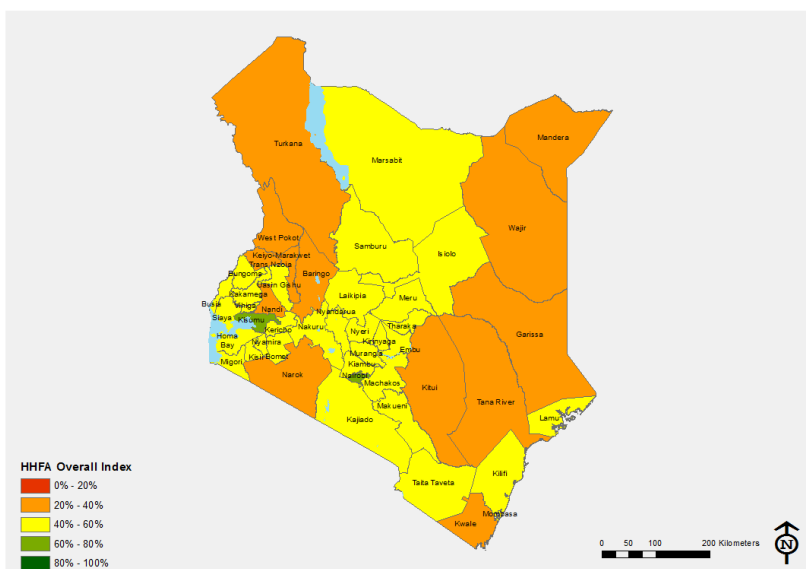 Turkana
Mandera
Marsabit
Wajir
West Pokot
Samburu
Isiolo
Keiyo-Marakwet
Trans Nzoia
Bungoma
Baringo
Uasin Gishu
Kakamega
Laikipia
Meru
Busia
Vihiga
Nandi
Nyandarua
Siaya
Kisumu
Kericho
Nakuru
Nyeri
Tharaka
Garissa
Homa
Bay
Nyamira
Kirinyaga
Embu
Murang'a
Migori
Kisii
Bomet
Kiambu
Narok
Nairobi
Machakos
Kitui
Tana River
Makueni
Kajiado
Lamu
Kilifi
Taita Taveta
Mombasa
Kwale
HHFA Overall Index
0% - 20%
20% - 40%
40% - 60%
60% - 80%
80% - 100%
0 50 100 200 Kilometers
N